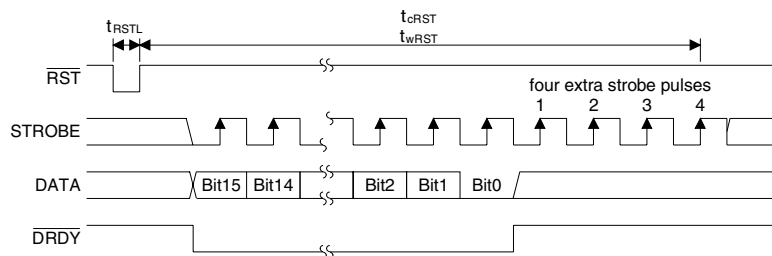 tRSTL
tcRST
twRST
RST
four extra strobe pulses
1 2 3 4
STROBE
DATA Bit15 Bit14 Bit2 Bit1 Bit0
DRDY